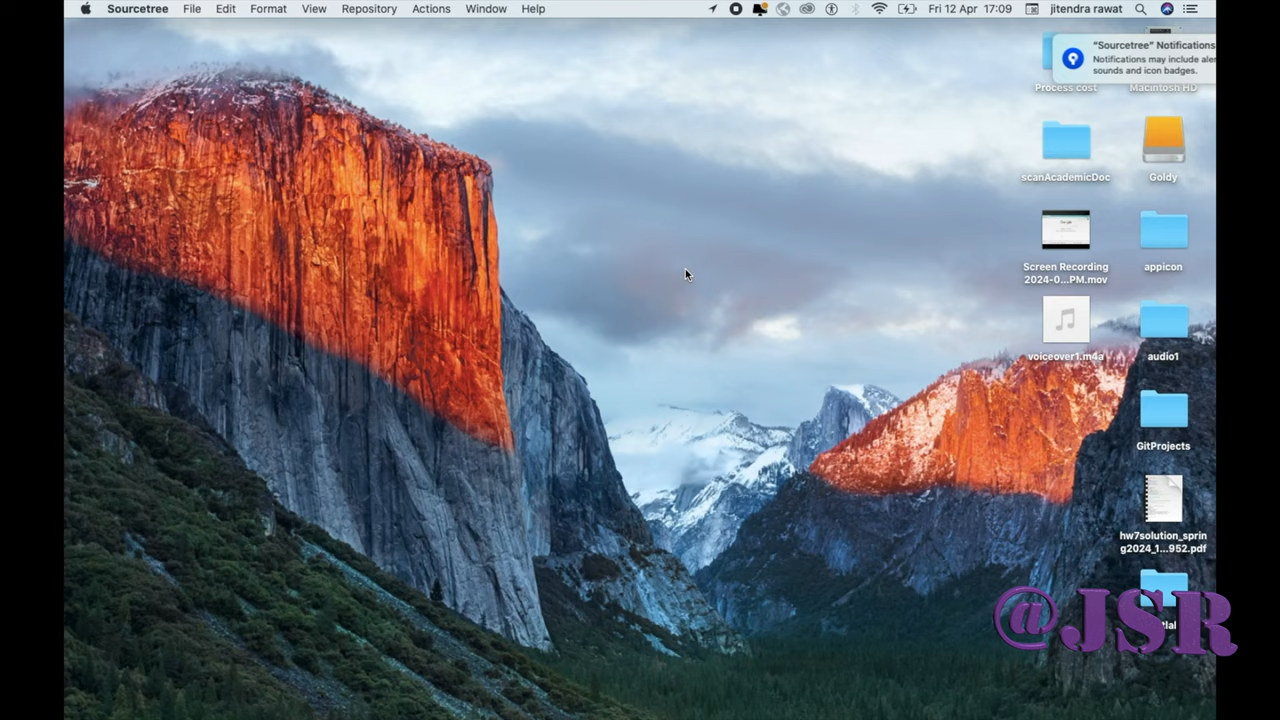 Sourcetree File Edit Format View Repository Actions Window Help Fri 12 Apr 17:09 jitendra rawat
"Sourcetree" Notifications
Notifications may include
sounds and icon badges.
Process cost
Macintosh HD
scanAcademicDoc
Goldy
Screen Recording
2024-0...PM.mov
appicon
voiceover1.m4a
audio1
GitProjects
hw7solution_sprin
g2024_1...952.pdf
@JSR